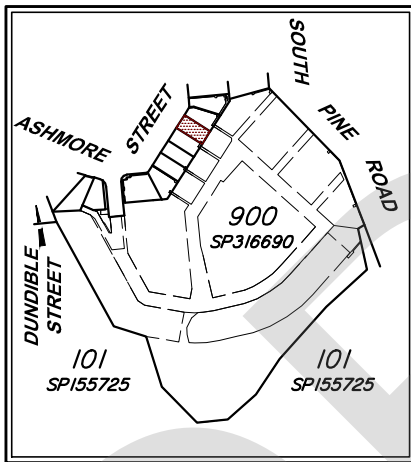 SOUTH
PINE
ROAD
ASHMORE
STREET
900
SP316690
DUNDIBLE
STREET
101
SP155725
101
SP155725